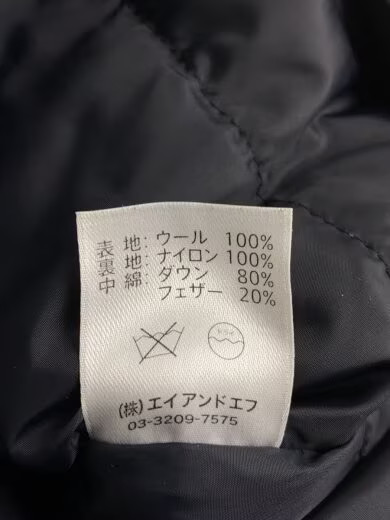 表 地: ウール 100%
裏 地: ナイロン 100%
中 綿: ダウン 80%
フェザー 20%
(株)エイアンドエフ
03-3209-7575